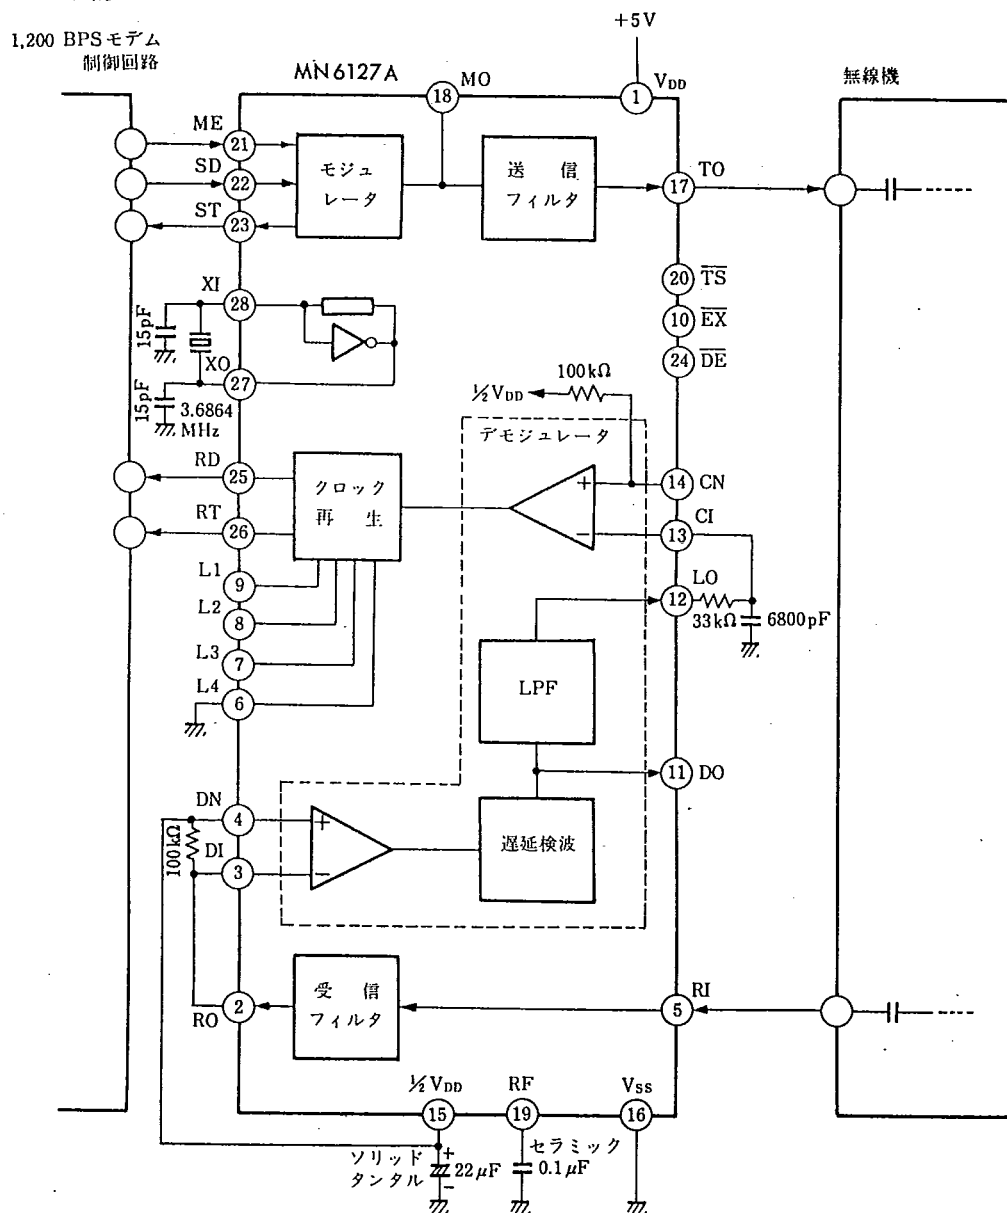 +5V
1,200 BPSモデム
制御回路
MN6127A
18
MO
1
VDD
無線機
ME
21
SD
22
ST
23
モジュ
レータ
送 信
フィルタ
17
TO
20
TS
10
EX
24
DE
XI
28
15pF
XO
27
15pF
3.6864
MHz
100kΩ
½VDD
デモジュレータ
RD
25
RT
26
クロック
再 生
+
−
14
CN
13
CI
12
LO
33kΩ
6800pF
L1
9
L2
8
L3
7
L4
6
LPF
11
DO
DN
4
100kΩ
DI
3
+
−
遅延検波
RO
2
受 信
フィルタ
5
RI
½VDD
15
RF
19
VSS
16
ソリッド
タンタル
+
−
22μF
セラミック
0.1μF